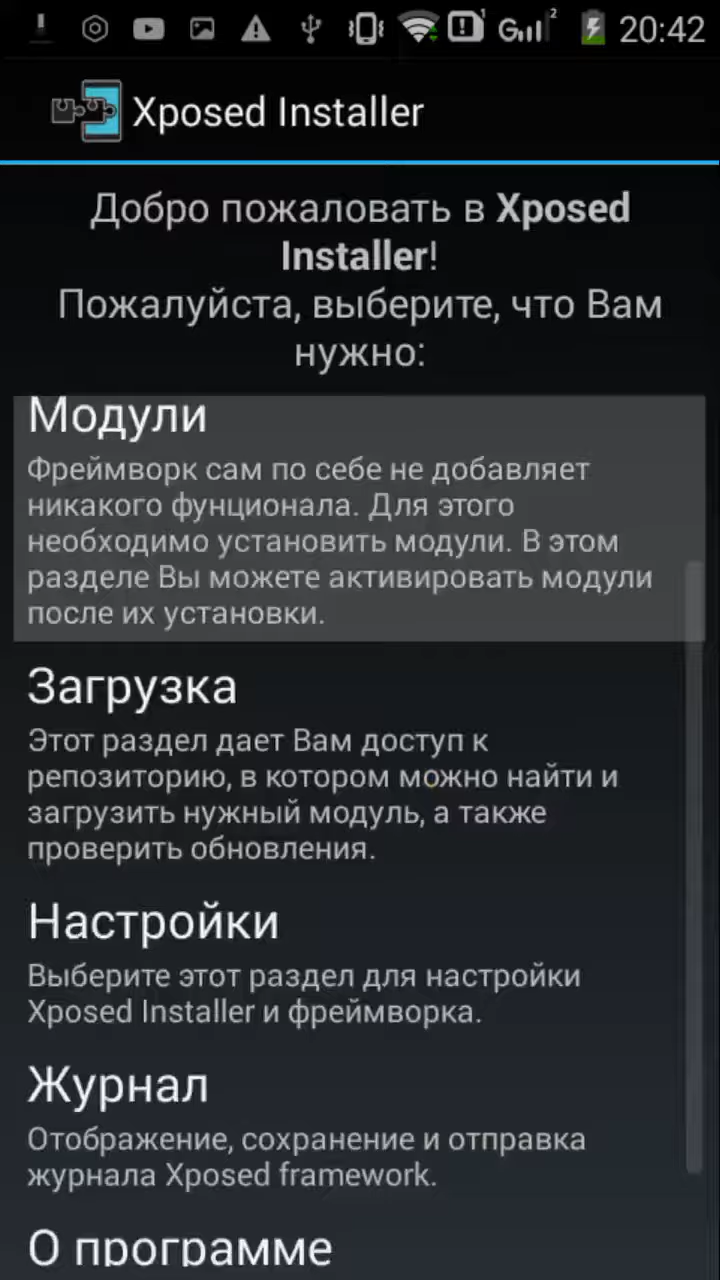 1 2
G 20:42
Xposed Installer
Добро пожаловать в Xposed
Installer!
Пожалуйста, выберите, что Вам
нужно:
Модули
Фреймворк сам по себе не добавляет
никакого фунционала. Для этого
необходимо установить модули. В этом
разделе Вы можете активировать модули
после их установки.
Загрузка
Этот раздел дает Вам доступ к
репозиторию, в котором можно найти и
загрузить нужный модуль, а также
проверить обновления.
Настройки
Выберите этот раздел для настройки
Xposed Installer и фреймворка.
Журнал
Отображение, сохранение и отправка
журнала Xposed framework.
О программе